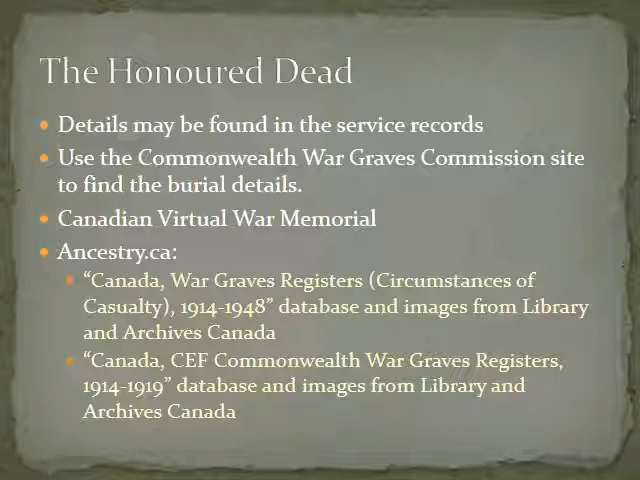 The Honoured Dead
• Details may be found in the service records
• Use the Commonwealth War Graves Commission site
to find the burial details.
• Canadian Virtual War Memorial
• Ancestry.ca:
• “Canada, War Graves Registers (Circumstances of
Casualty), 1914-1948” database and images from Library
and Archives Canada
• “Canada, CEF Commonwealth War Graves Registers,
1914-1919” database and images from Library and
Archives Canada